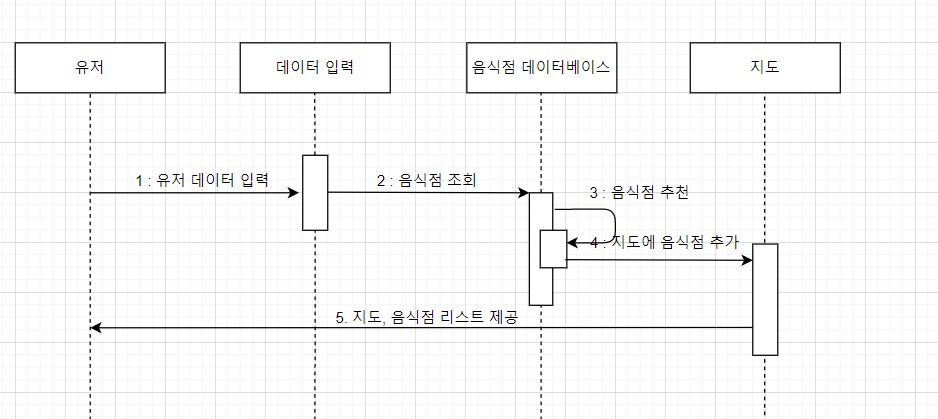 유저
데이터 입력
음식점 데이터베이스
지도
1 : 유저 데이터 입력
2 : 음식점 조회
3 : 음식점 추천
4 : 지도에 음식점 추가
5. 지도, 음식점 리스트 제공